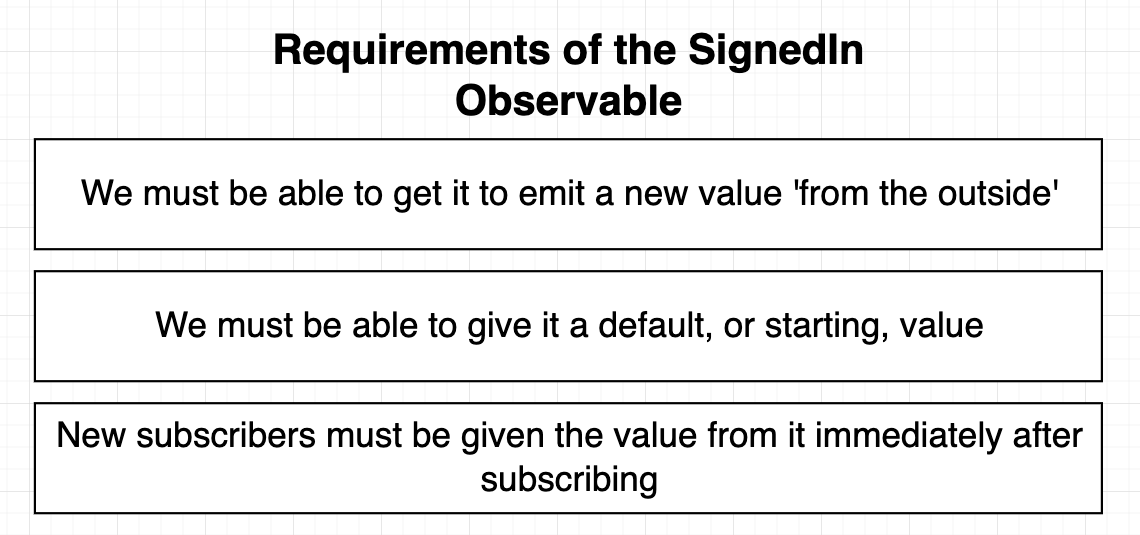 Requirements of the SignedIn
Observable
We must be able to get it to emit a new value 'from the outside'
We must be able to give it a default, or starting, value
New subscribers must be given the value from it immediately after
subscribing